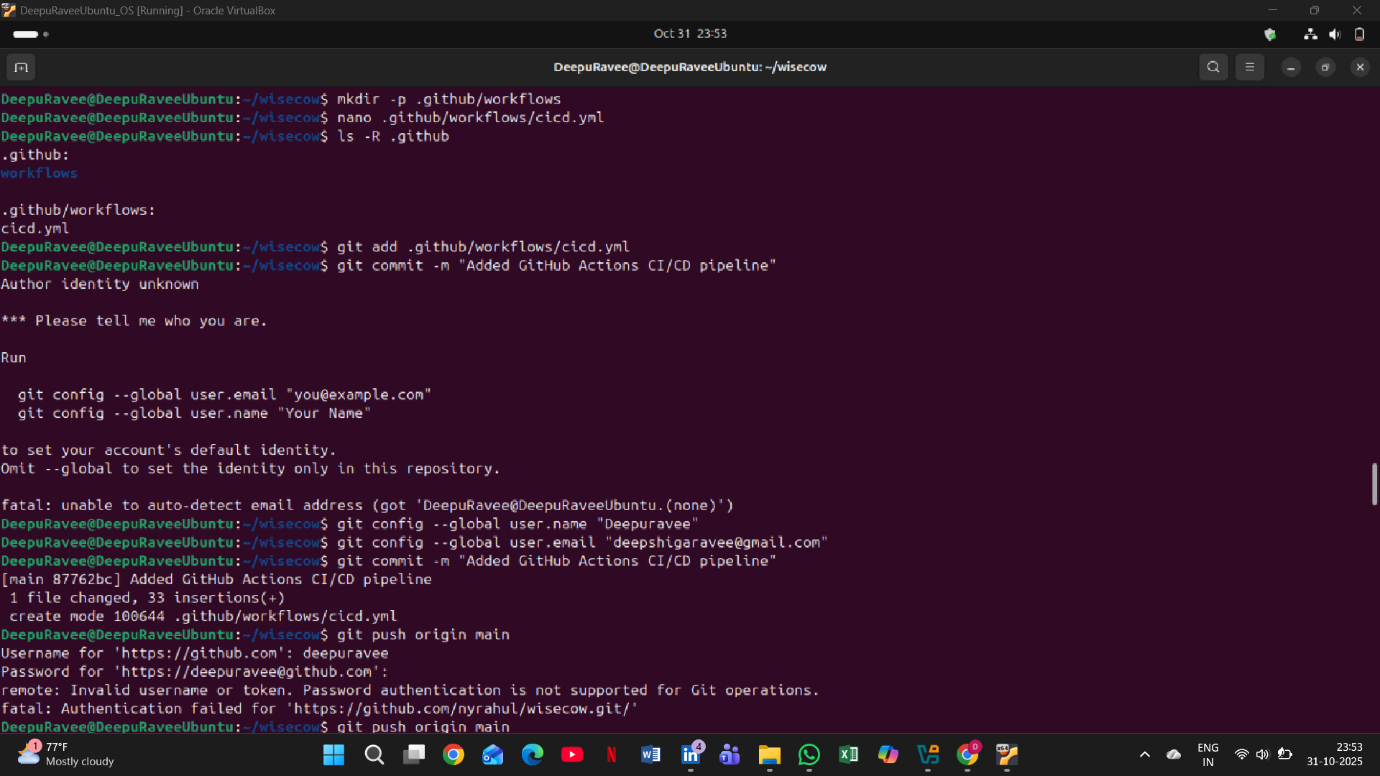 DeepuRaveeUbuntu_OS [Running] - Oracle VirtualBox
Oct 31 23:53
DeepuRavee@DeepuRaveeUbuntu: ~/wisecow
DeepuRavee@DeepuRaveeUbuntu:~/wisecow$ mkdir -p .github/workflows
DeepuRavee@DeepuRaveeUbuntu:~/wisecow$ nano .github/workflows/cicd.yml
DeepuRavee@DeepuRaveeUbuntu:~/wisecow$ ls -R .github
.github:
workflows
.github/workflows:
cicd.yml
DeepuRavee@DeepuRaveeUbuntu:~/wisecow$ git add .github/workflows/cicd.yml
DeepuRavee@DeepuRaveeUbuntu:~/wisecow$ git commit -m "Added GitHub Actions CI/CD pipeline"
Author identity unknown
*** Please tell me who you are.
Run
git config --global user.email "you@example.com"
git config --global user.name "Your Name"
to set your account's default identity.
Omit --global to set the identity only in this repository.
fatal: unable to auto-detect email address (got 'DeepuRavee@DeepuRaveeUbuntu.(none)')
DeepuRavee@DeepuRaveeUbuntu:~/wisecow$ git config --global user.name "Deepuravee"
DeepuRavee@DeepuRaveeUbuntu:~/wisecow$ git config --global user.email "deepshigaravee@gmail.com"
DeepuRavee@DeepuRaveeUbuntu:~/wisecow$ git commit -m "Added GitHub Actions CI/CD pipeline"
[main 87762bc] Added GitHub Actions CI/CD pipeline
1 file changed, 33 insertions(+)
create mode 100644 .github/workflows/cicd.yml
DeepuRavee@DeepuRaveeUbuntu:~/wisecow$ git push origin main
Username for 'https://github.com': deepuravee
Password for 'https://deepuravee@github.com':
remote: Invalid username or token. Password authentication is not supported for Git operations.
fatal: Authentication failed for 'https://github.com/nyrahul/wisecow.git/'
DeepuRavee@DeepuRaveeUbuntu:~/wisecow$ git push origin main
1
77°F
Mostly cloudy
4
D
ENG
IN
23:53
31-10-2025